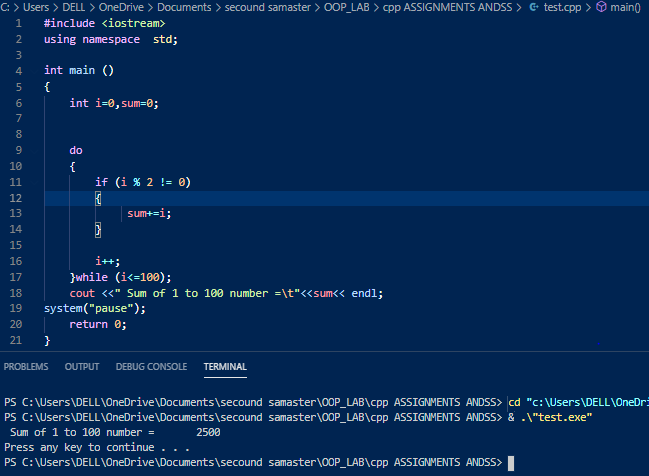 C: > Users > DELL > OneDrive > Documents > secound samaster > OOP_LAB > cpp ASSIGNMENTS ANDSS > test.cpp > main()
1 #include <iostream>
2 using namespace  std;
3
4 int main ()
5 {
6     int i=0,sum=0;
7
8
9     do
10     {
11         if (i % 2 != 0)
12         {
13              sum+=i;
14         }
15
16         i++;
17     }while (i<=100);
18     cout <<" Sum of 1 to 100 number =\t"<<sum<< endl;
19 system("pause");
20     return 0;
21 }
PROBLEMS OUTPUT DEBUG CONSOLE TERMINAL
PS C:\Users\DELL\OneDrive\Documents\secound samaster\OOP_LAB\cpp ASSIGNMENTS ANDSS> cd "c:\Users\DELL\OneDri
PS C:\Users\DELL\OneDrive\Documents\secound samaster\OOP_LAB\cpp ASSIGNMENTS ANDSS> & .\"test.exe"
 Sum of 1 to 100 number =       2500
Press any key to continue . . .
PS C:\Users\DELL\OneDrive\Documents\secound samaster\OOP_LAB\cpp ASSIGNMENTS ANDSS>